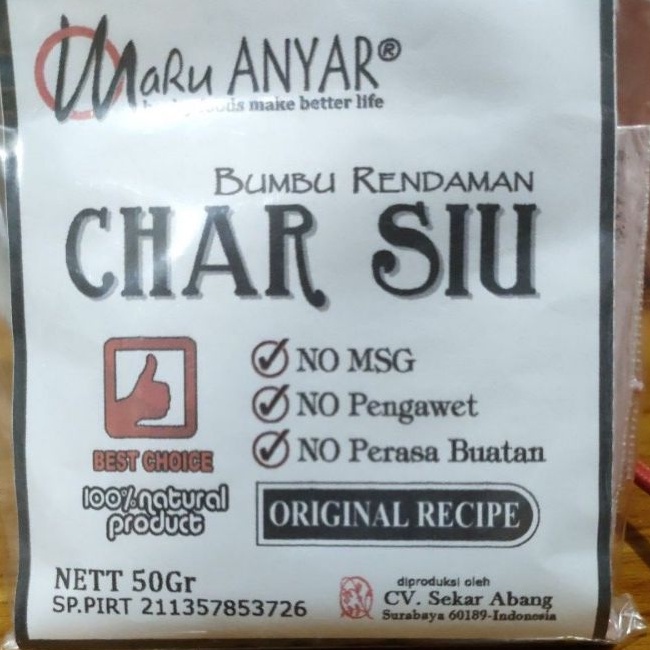 Maru ANYAR®
foods make better life
BUMBU RENDAMAN
CHAR SIU
NO MSG
NO Pengawet
NO Perasa Buatan
BEST CHOICE
100% natural
product
ORIGINAL RECIPE
NETT 50Gr
SP.PIRT 211357853726
diproduksi oleh
CV. Sekar Abang
Surabaya 60189-Indonesia